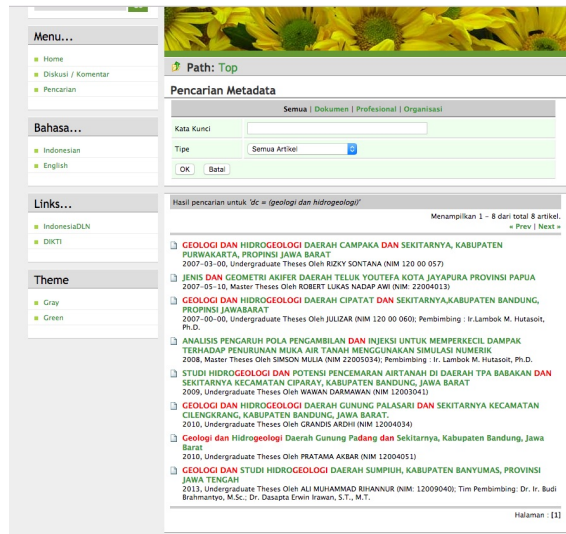 Menu...
Home
Diskusi / Komentar
Pencarian
Bahasa...
Indonesian
English
Links...
IndonesiaDLN
DIKTI
Theme
Gray
Green
Path: Top
Pencarian Metadata
Semua | Dokumen | Profesional | Organisasi
Kata Kunci
Tipe
Semua Artikel
OK
Batal
Hasil pencarian untuk "dc = (geologi dan hidrogeologi)"
Menampilkan 1 - 8 dari total 8 artikel.
« Prev | Next »
GEOLOGI DAN HIDROGEOLOGI DAERAH CAMPAKA DAN SEKITARNYA, KABUPATEN
PURWAKARTA, PROPINSI JAWA BARAT
2007-03-00, Undergraduate Theses Oleh RIZKY SONTANA (NIM 120 00 057)
JENIS DAN GEOMETRI AKIFER DAERAH TELUK YOUTEFA KOTA JAYAPURA PROVINSI PAPUA
2007-05-10, Master Theses Oleh ROBERT LUKAS NADAP AWI (NIM: 22004013)
GEOLOGI DAN HIDROGEOLOGI DAERAH CIPATAT DAN SEKITARNYA,KABUPATEN BANDUNG,
PROPINSI JAWABARAT
2007-00-00, Undergraduate Theses Oleh JULIZAR (NIM 120 00 060); Pembimbing : Ir.Lambok M. Hutasoit,
Ph.D.
ANALISIS PENGARUH POLA PENGAMBILAN DAN INJEKSI UNTUK MEMPERKECIL DAMPAK
TERHADAP PENURUNAN MUKA AIR TANAH MENGGUNAKAN SIMULASI NUMERIK
2008, Master Theses Oleh SIMSON MULIA (NIM 22005034); Pembimbing : Ir. Lambok M. Hutasoit, Ph.D.
STUDI HIDROGEOLOGI DAN POTENSI PENCEMARAN AIRTANAH DI DAERAH TPA BABAKAN DAN
SEKITARNYA KECAMATAN CIPARAY, KABUPATEN BANDUNG, JAWA BARAT
2009, Undergraduate Theses Oleh WAWAN DARMAWAN (NIM 12003041)
GEOLOGI DAN HIDROGEOLOGI DAERAH GUNUNG PALASARI DAN SEKITARNYA KECAMATAN
CILENGKRANG, KABUPATEN BANDUNG, JAWA BARAT.
2010, Undergraduate Theses Oleh GRANDIS ARDHI (NIM 12004034)
Geologi dan Hidrogeologi Daerah Gunung Padang dan Sekitarnya, Kabupaten Bandung, Jawa
Barat
2010, Undergraduate Theses Oleh PRATAMA AKBAR (NIM 12004051)
GEOLOGI DAN STUDI HIDROGEOLOGI DAERAH SUMPIUH, KABUPATEN BANYUMAS, PROVINSI
JAWA TENGAH
2013, Undergraduate Theses Oleh ALI MUHAMMAD RIHANNUR (NIM: 12009040); Tim Pembimbing: Dr. Ir. Budi
Brahmantyo, M.Sc.; Dr. Dasapta Erwin Irawan, S.T., M.T.
Halaman : [1]